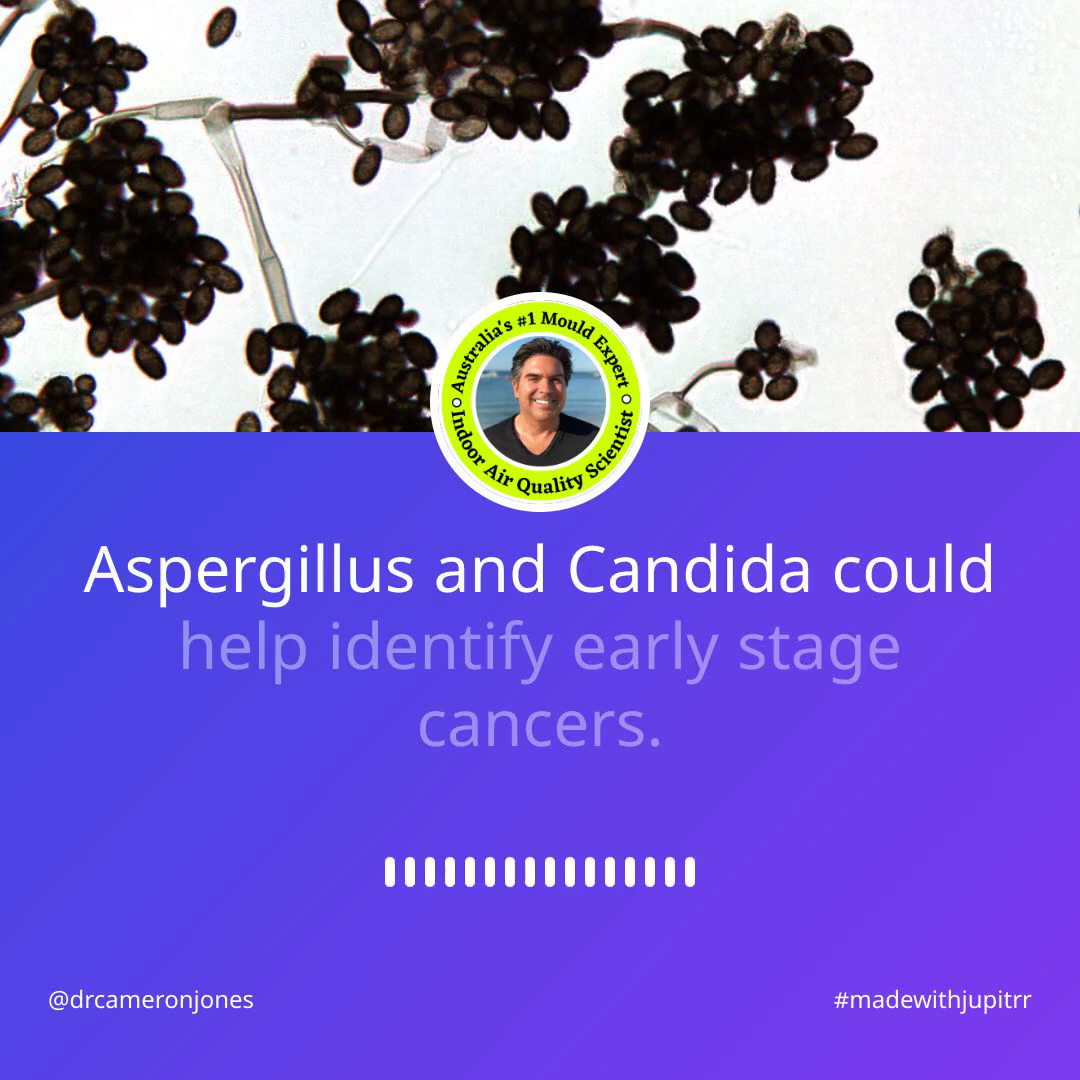 Australia's #1 Mould Expert
Indoor Air Quality Scientist
Aspergillus and Candida could
help identify early stage
cancers.
@drcameronjones
#madewithjupitrr